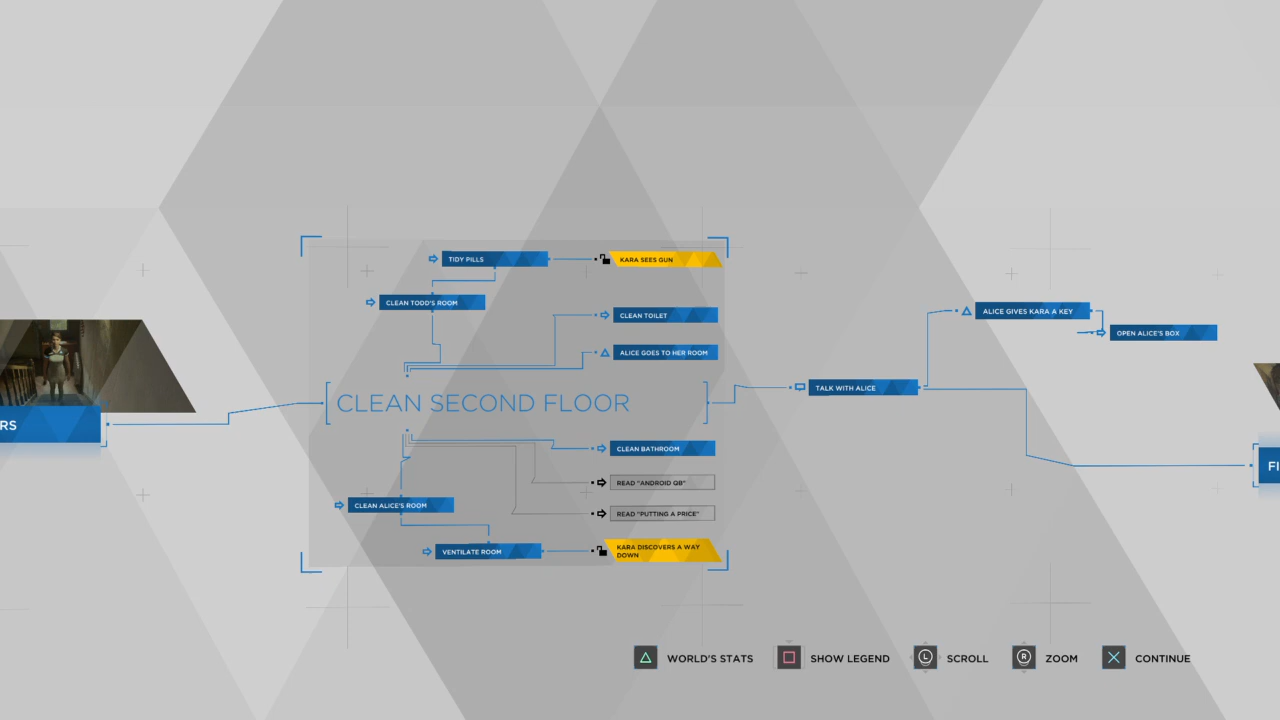 TIDY PILLS
KARA SEES GUN
CLEAN TODD'S ROOM
CLEAN TOILET
ALICE GIVES KARA A KEY
OPEN ALICE'S BOX
ALICE GOES TO HER ROOM
TALK WITH ALICE
CLEAN SECOND FLOOR
RS
CLEAN BATHROOM
FI
READ "ANDROID QB"
CLEAN ALICE'S ROOM
READ "PUTTING A PRICE"
VENTILATE ROOM
KARA DISCOVERS A WAY
DOWN
WORLD'S STATS
SHOW LEGEND
L
SCROLL
R
ZOOM
CONTINUE